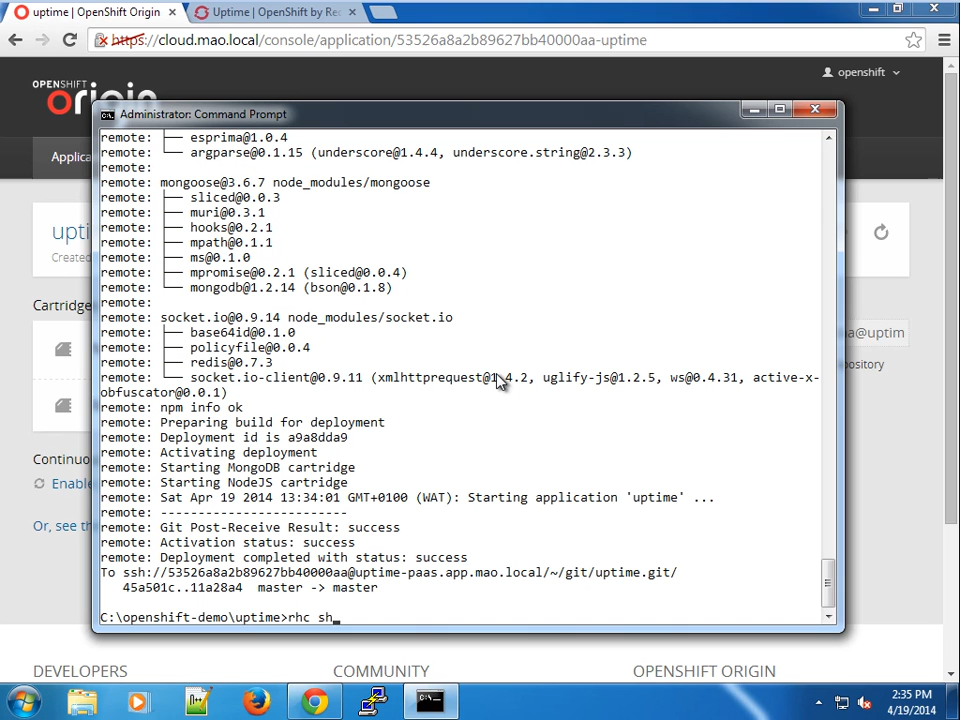 uptime | OpenShift Origin
Uptime | OpenShift by Re
https://cloud.mao.local/console/application/53526a8a2b89627bb40000aa-uptime
OPENSHIFT
origin
openshift
Applic
Administrator: Command Prompt
remote: ├── esprima@1.0.4
remote: └── argparse@0.1.15 (underscore@1.4.4, underscore.string@2.3.3)
remote:
remote: mongoose@3.6.7 node_modules/mongoose
remote: ├── sliced@0.0.3
remote: ├── muri@0.3.1
remote: ├── hooks@0.2.1
remote: ├── mpath@0.1.1
remote: ├── ms@0.1.0
remote: ├── mpromise@0.2.1 (sliced@0.0.4)
remote: └── mongodb@1.2.14 (bson@0.1.8)
remote:
remote: socket.io@0.9.14 node_modules/socket.io
remote: ├── base64id@0.1.0
remote: ├── policyfile@0.0.4
remote: ├── redis@0.7.3
remote: └── socket.io-client@0.9.11 (xmlhttprequest@1.4.2, uglify-js@1.2.5, ws@0.4.31, active-x-
obfuscator@0.0.1)
remote: npm info ok
remote: Preparing build for deployment
remote: Deployment id is a9a8dda9
remote: Activating deployment
remote: Starting MongoDB cartridge
remote: Starting NodeJS cartridge
remote: Sat Apr 19 2014 13:34:01 GMT+0100 (WAT): Starting application 'uptime' ...
remote: -------------------------
remote: Git Post-Receive Result: success
remote: Activation status: success
remote: Deployment completed with status: success
To ssh://53526a8a2b89627bb40000aa@uptime-paas.app.mao.local/~/git/uptime.git/
45a501c..11a28a4 master -> master
C:\openshift-demo\uptime>rhc sh_
upti
Created
Cartridge
a@uptim
pository
Continuo
Enable
Or, see th
DEVELOPERS
COMMUNITY
OPENSHIFT ORIGIN
2:35 PM
4/19/2014